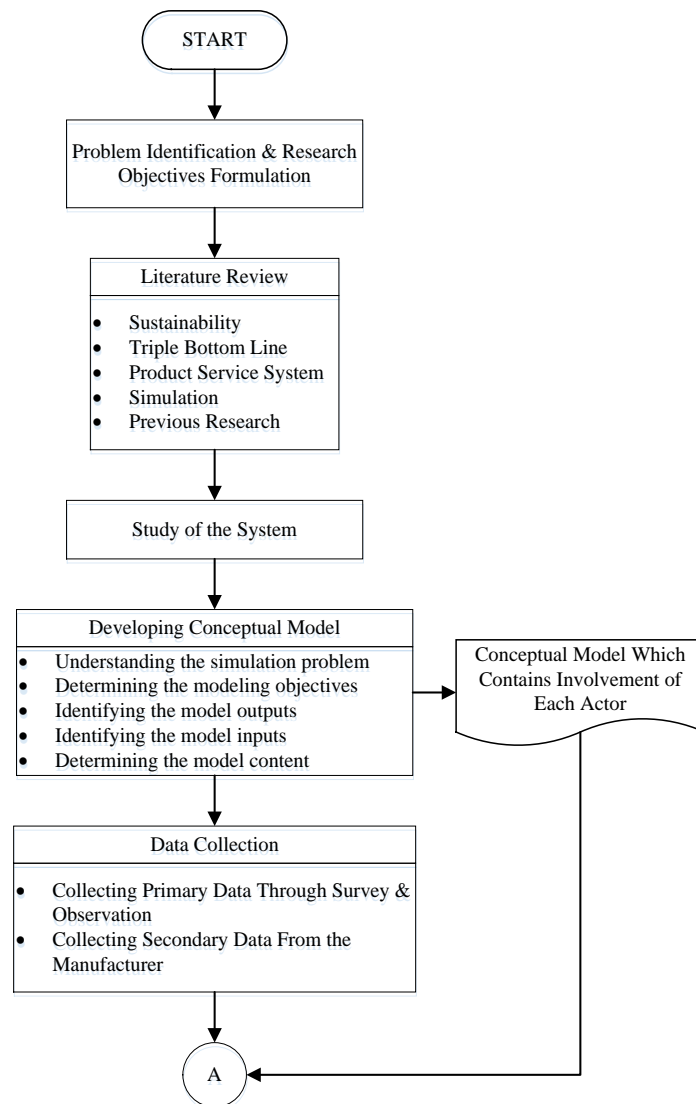 START
Problem Identification & Research
Objectives Formulation
Literature Review
• Sustainability
• Triple Bottom Line
• Product Service System
• Simulation
• Previous Research
Study of the System
Developing Conceptual Model
• Understanding the simulation problem
• Determining the modeling objectives
• Identifying the model outputs
• Identifying the model inputs
• Determining the model content
Conceptual Model Which
Contains Involvement of
Each Actor
Data Collection
• Collecting Primary Data Through Survey &
Observation
• Collecting Secondary Data From the
Manufacturer
A